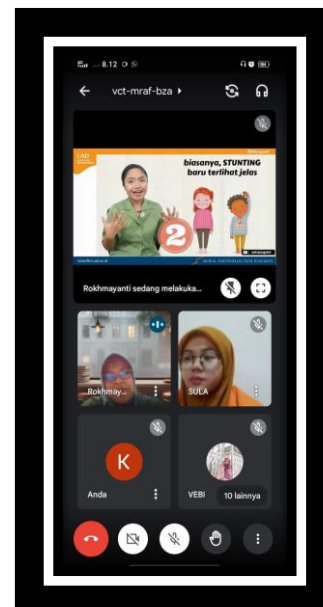 8.12
vct-mraf-bza
UAD
biasanya, STUNTING
baru terlihat jelas
2
Rokhmayanti sedang melakuka...
Rokhmay...
SULA
K
Anda
VEBI
10 lainnya